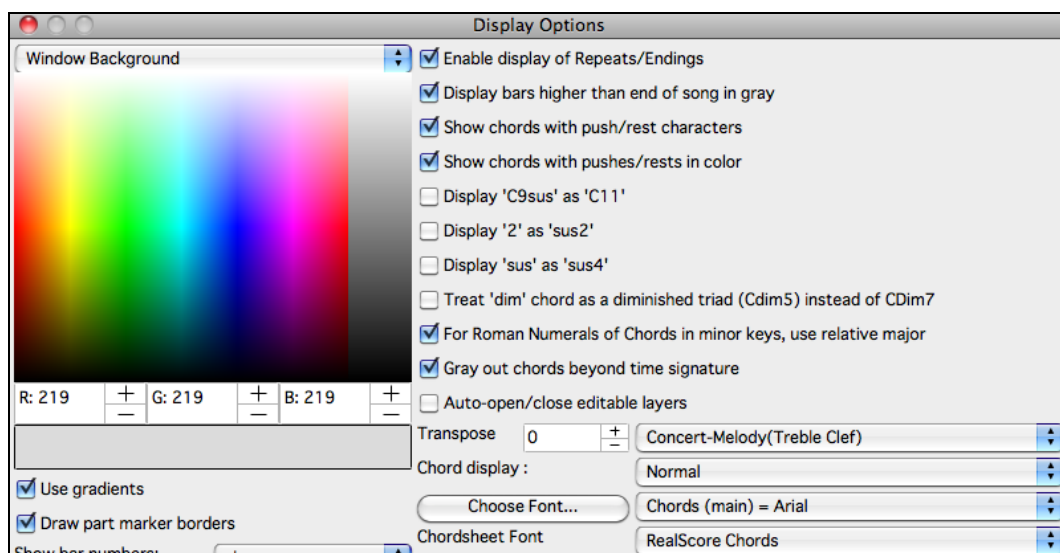 Display Options
Window Background
R: 219
G: 219
B: 219
Use gradients
Draw part marker borders
Show bar numbers:
Enable display of Repeats/Endings
Display bars higher than end of song in gray
Show chords with push/rest characters
Show chords with pushes/rests in color
Display 'C9sus' as 'C11'
Display '2' as 'sus2'
Display 'sus' as 'sus4'
Treat 'dim' chord as a diminished triad (Cdim5) instead of CDim7
For Roman Numerals of Chords in minor keys, use relative major
Gray out chords beyond time signature
Auto-open/close editable layers
Transpose 0 Concert-Melody(Treble Clef)
Chord display : Normal
Choose Font... Chords (main) = Arial
Chordsheet Font RealScore Chords